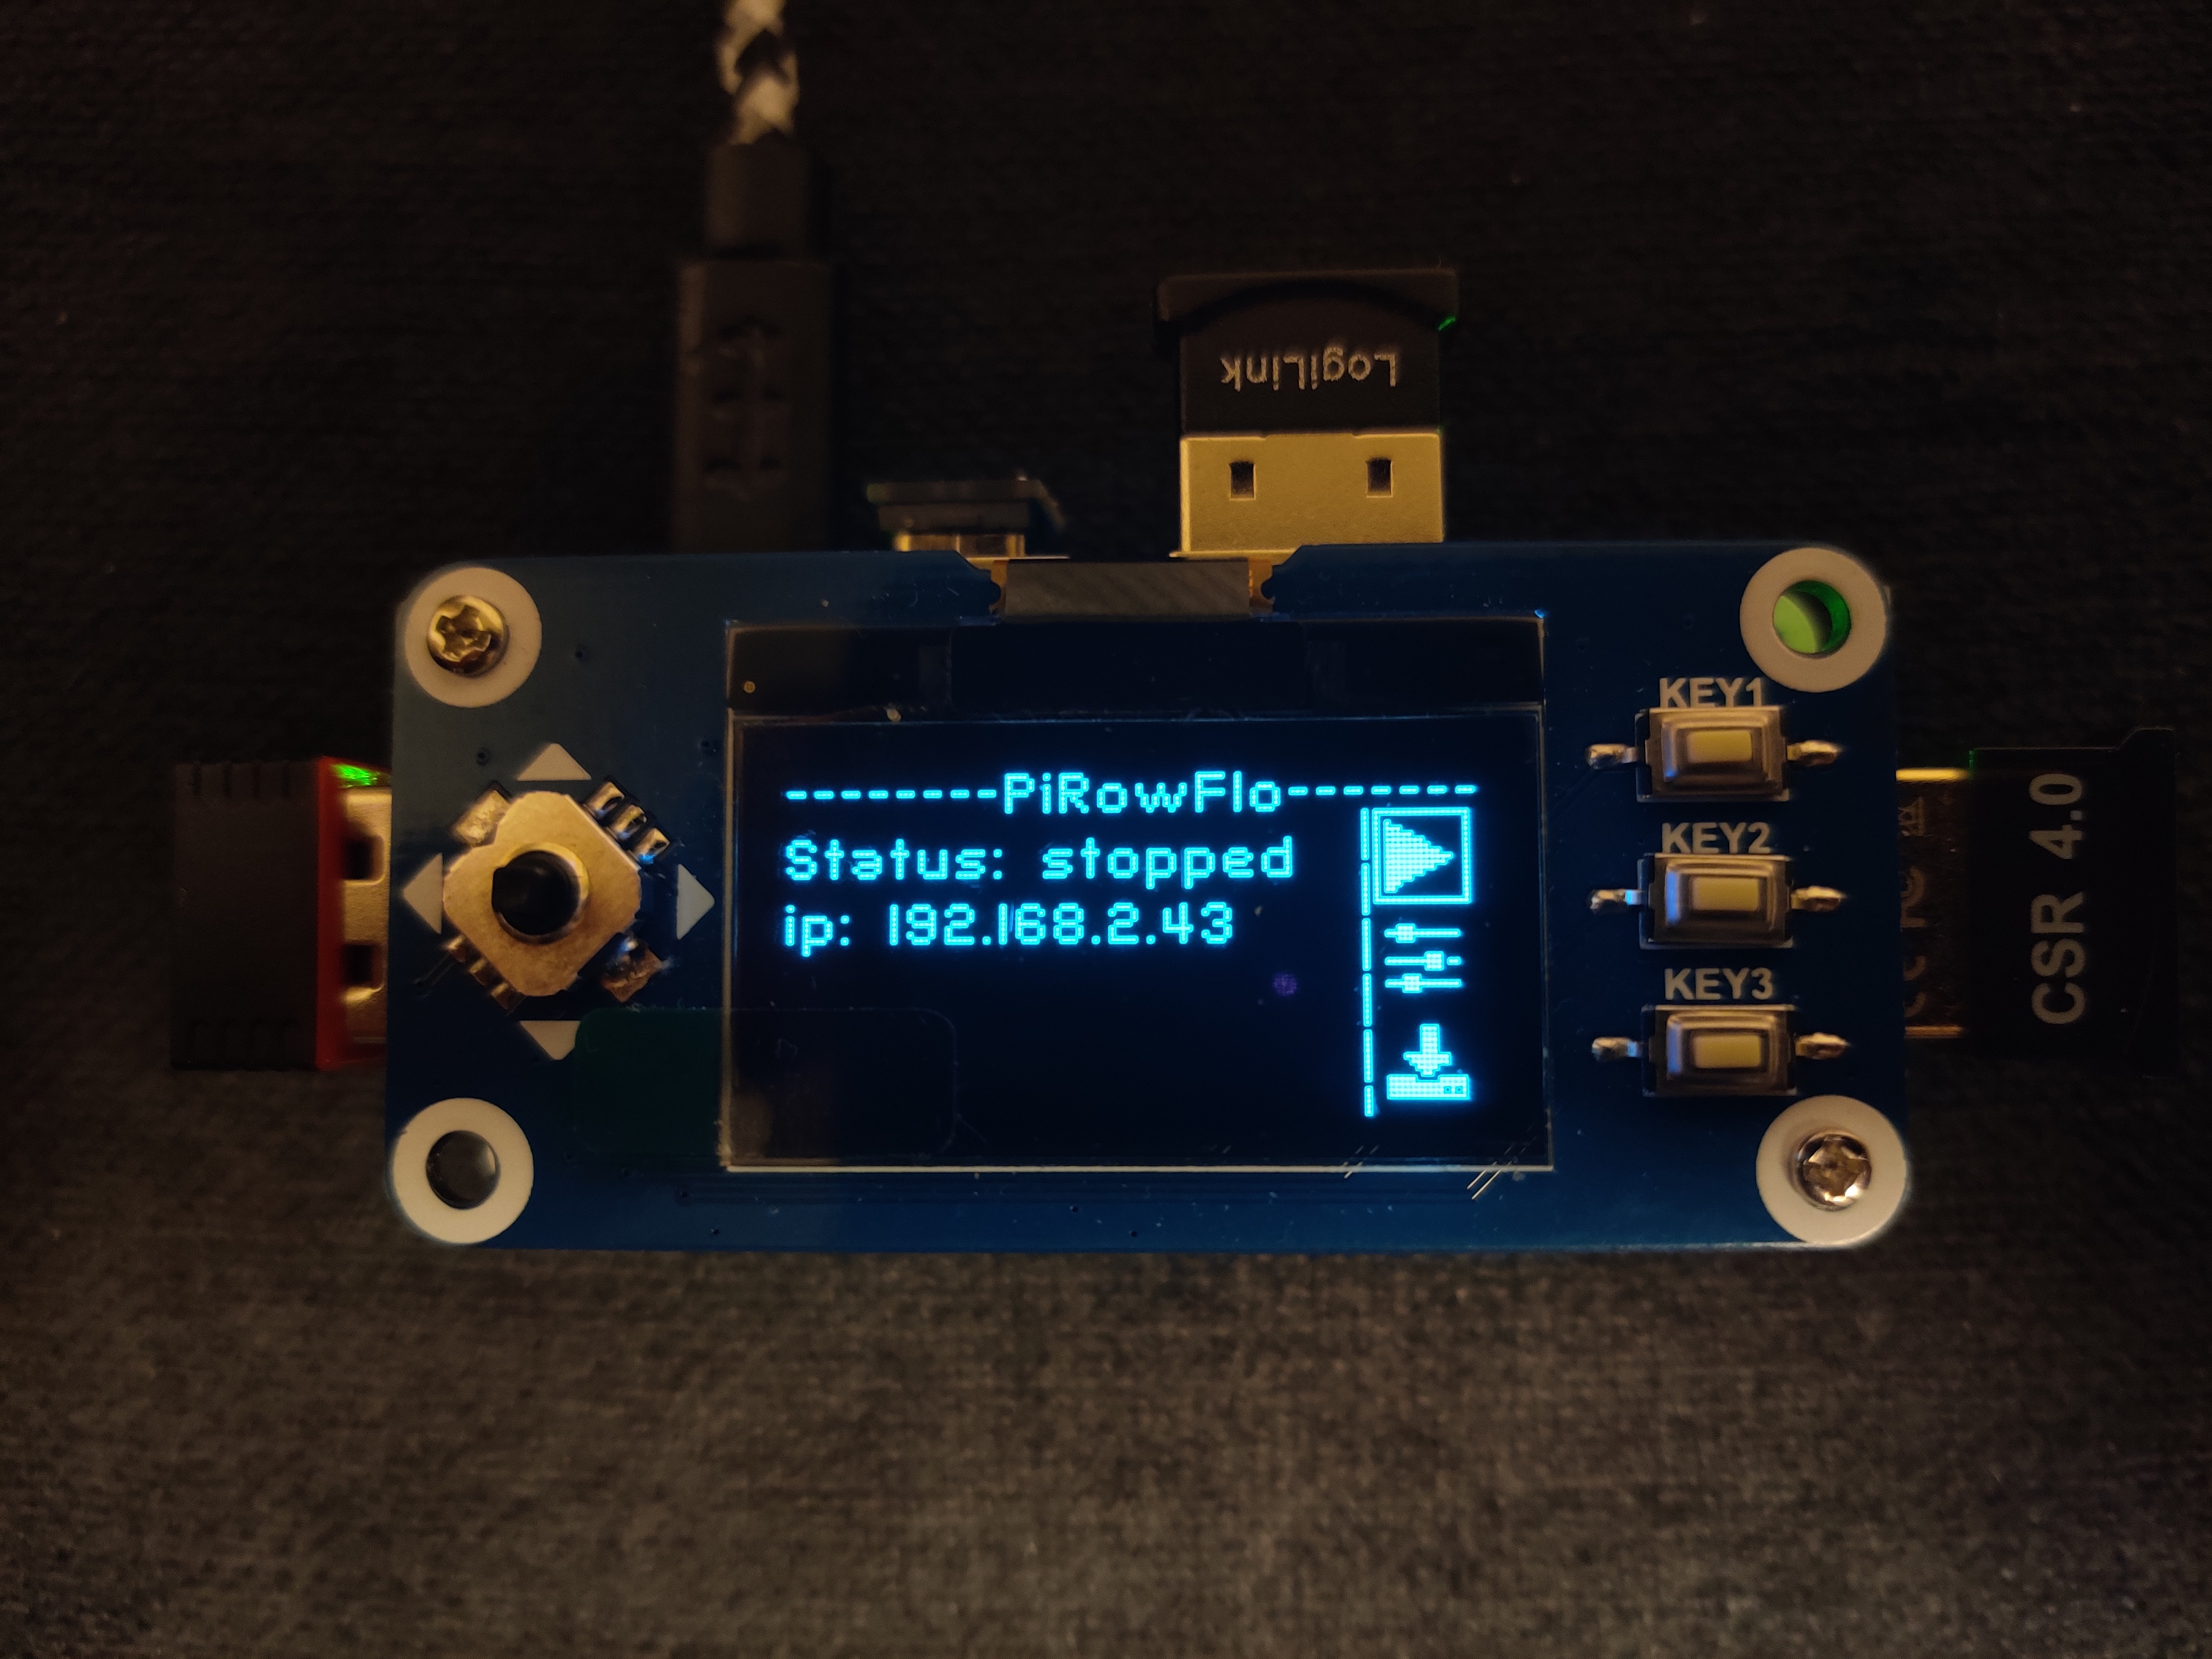 LogiLink
KEY1
--------PiRowFlo-------
Status: stopped
ip: 192.168.2.43
KEY2
KEY3
CSR 4.0